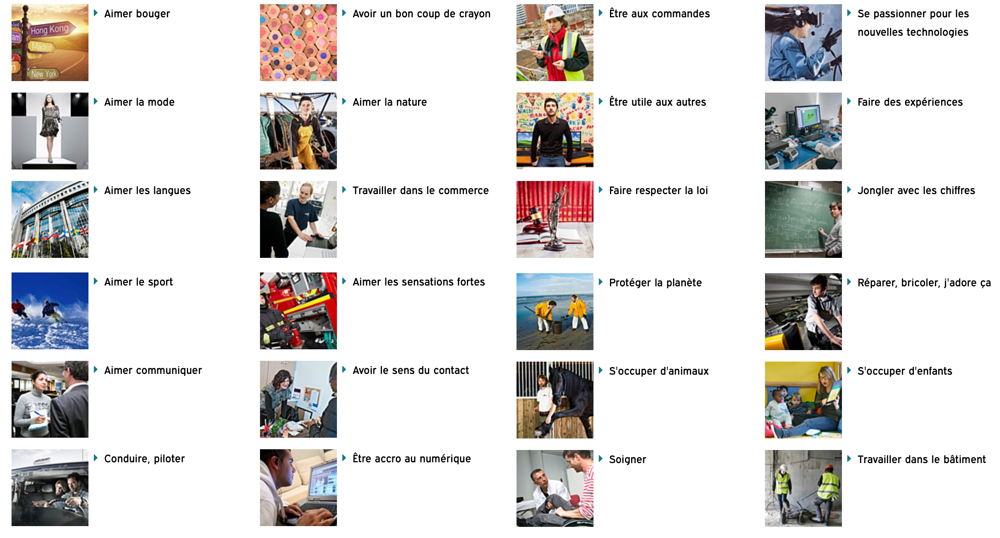 Aimer bouger
Avoir un bon coup de crayon
Être aux commandes
Se passionner pour les
nouvelles technologies
Hong Kong
am
Madrid
New York
Aimer la mode
Aimer la nature
Être utile aux autres
Faire des expériences
Aimer les langues
Travailler dans le commerce
Faire respecter la loi
Jongler avec les chiffres
Aimer le sport
Aimer les sensations fortes
Protéger la planète
Réparer, bricoler, j'adore ça
Aimer communiquer
Avoir le sens du contact
S'occuper d'animaux
S'occuper d'enfants
Conduire, piloter
Être accro au numérique
Soigner
Travailler dans le bâtiment